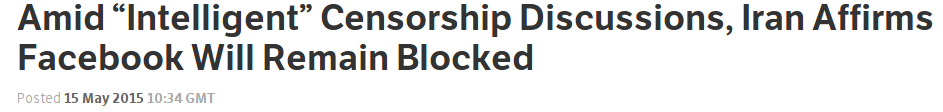 Amid “Intelligent” Censorship Discussions, Iran Affirms
Facebook Will Remain Blocked
Posted 15 May 2015 10:34 GMT